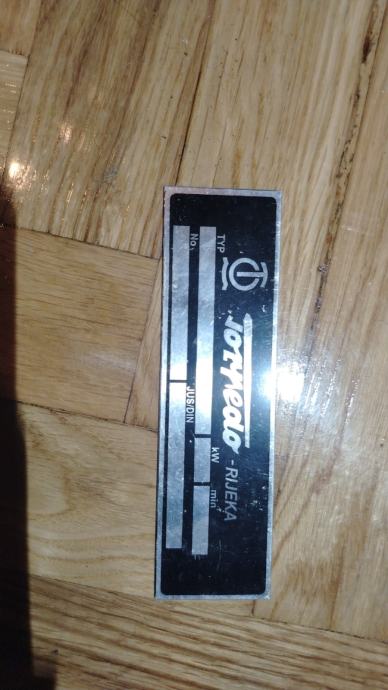 Torpedo - RIJEKA
TYP kW min
No. JUS/DIN